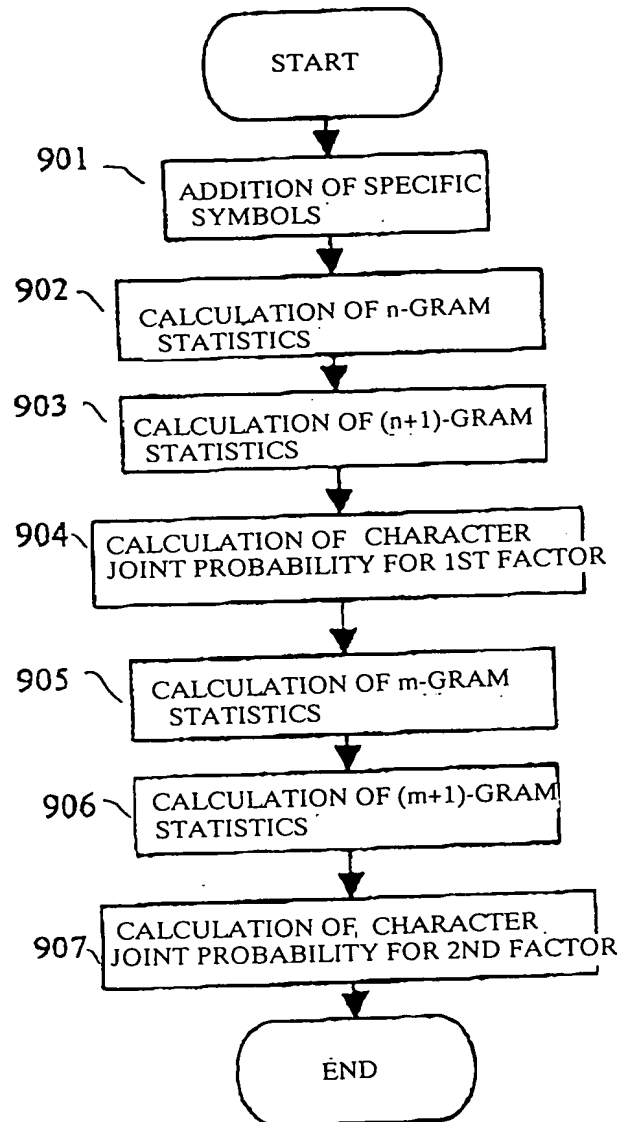 START
901
ADDITION OF SPECIFIC
SYMBOLS
902
CALCULATION OF n-GRAM
STATISTICS
903
CALCULATION OF (n+1)-GRAM
STATISTICS
904
CALCULATION OF CHARACTER
JOINT PROBABILITY FOR 1ST FACTOR
905
CALCULATION OF m-GRAM
STATISTICS
906
CALCULATION OF (m+1)-GRAM
STATISTICS
907
CALCULATION OF CHARACTER
JOINT PROBABILITY FOR 2ND FACTOR
END